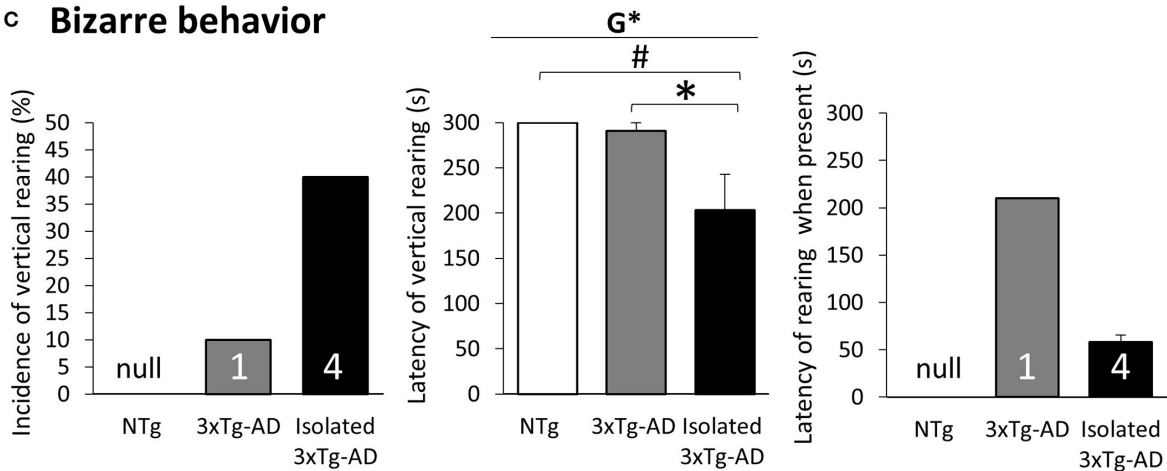 c Bizarre behavior
Incidence of vertical rearing (%)
50
45
40
35
30
25
20
15
10
5
0
null
1
4
NTg
3xTg-AD
Isolated
3xTg-AD
G*
#
*
Latency of vertical rearing (s)
300
250
200
150
100
50
0
NTg
3xTg-AD
Isolated
3xTg-AD
Latency of rearing when present (s)
300
250
200
150
100
50
0
null
1
4
NTg
3xTg-AD
Isolated
3xTg-AD